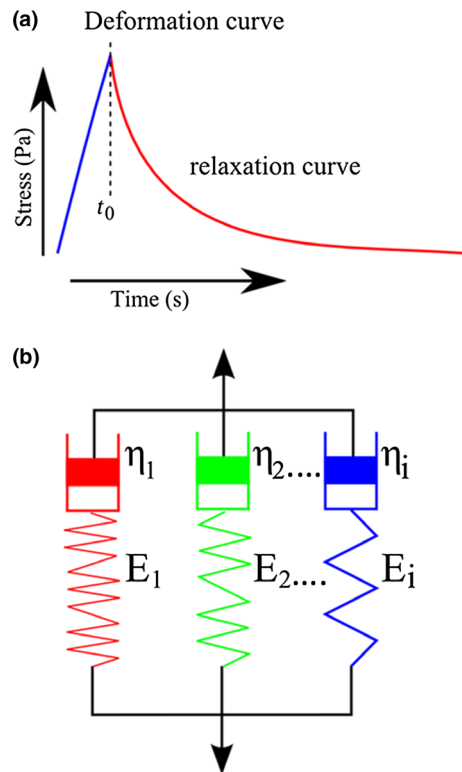 (a)
Deformation curve
Stress (Pa)
relaxation curve
t₀
Time (s)
(b)
η₁
η₂....
ηᵢ
E₁
E₂....
Eᵢ